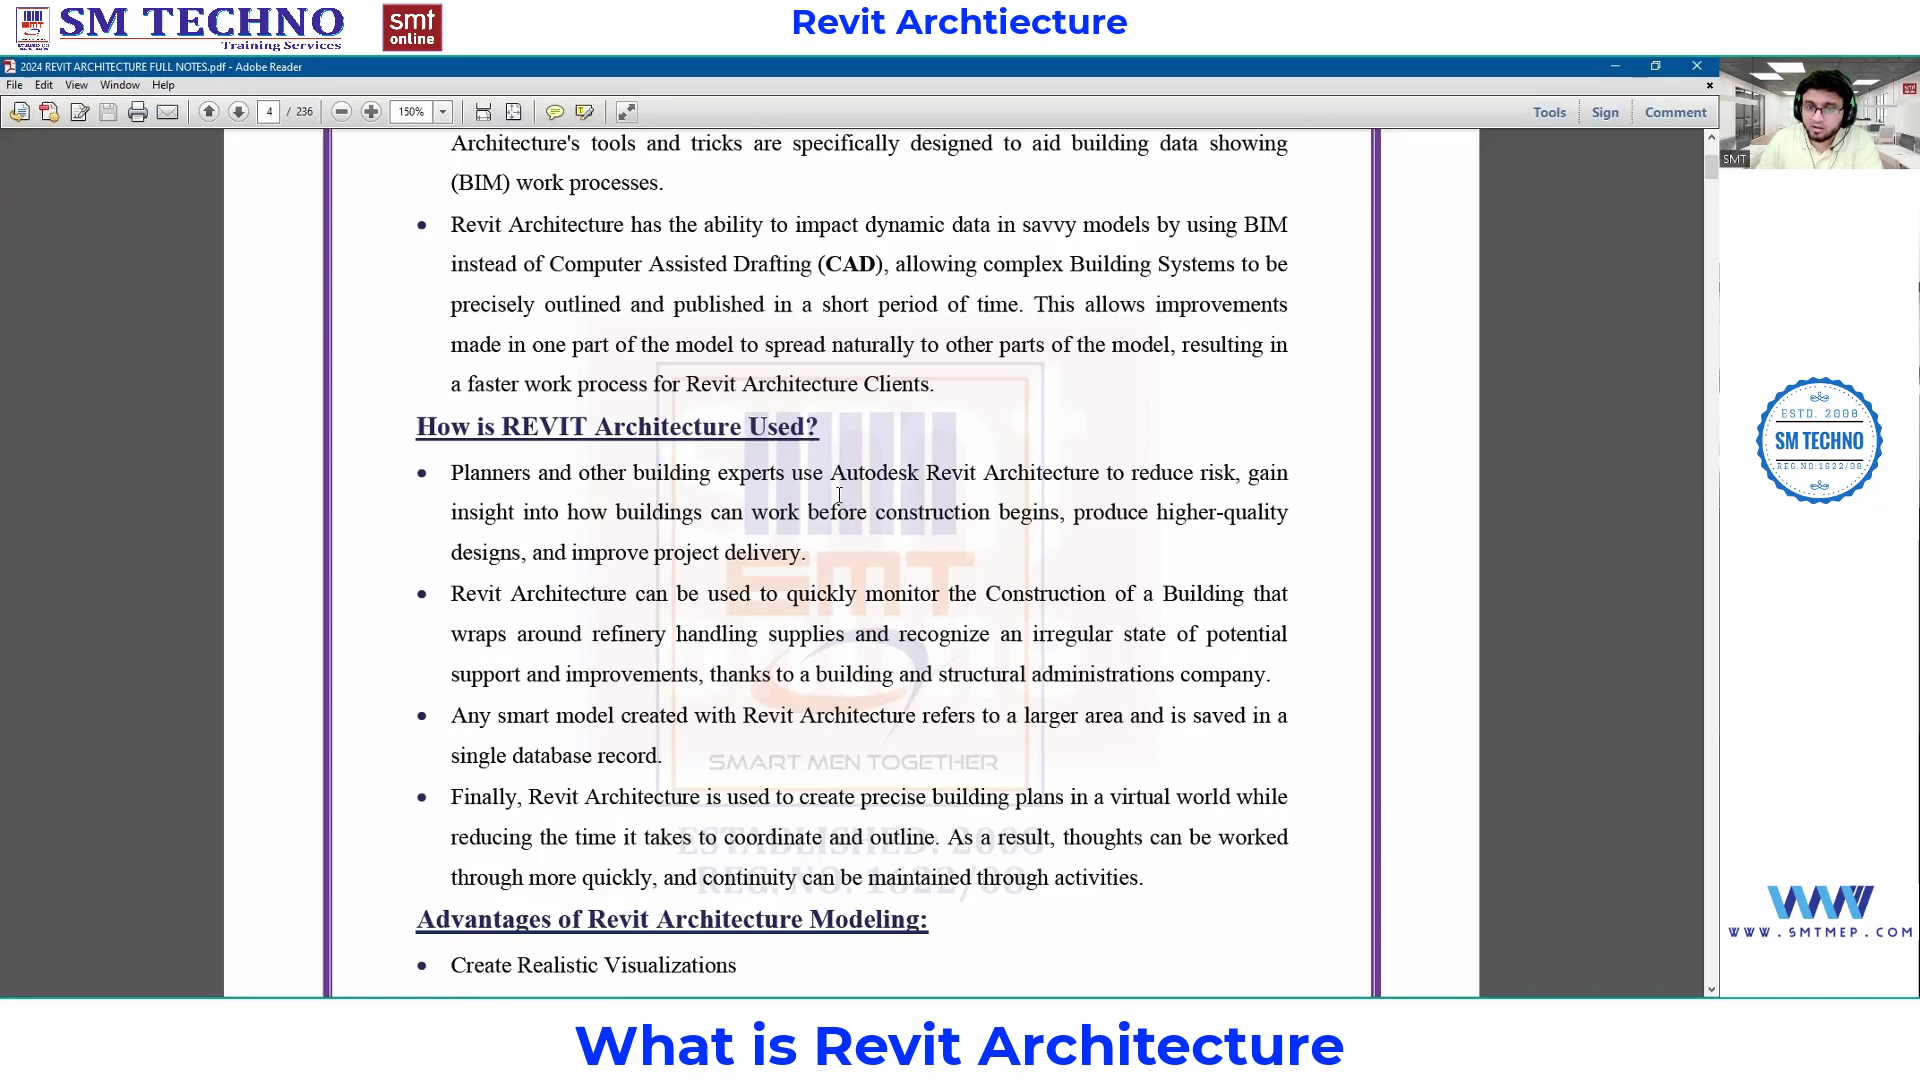 SM TECHNO
Training Services
smt
online
Revit Archtiecture
2024 REVIT ARCHITECTURE FULL NOTES.pdf - Adobe Reader
File Edit View Window Help
4 / 236 150% Tools Sign Comment
SMT
Architecture's tools and tricks are specifically designed to aid building data showing
(BIM) work processes.
• Revit Architecture has the ability to impact dynamic data in savvy models by using BIM
instead of Computer Assisted Drafting (CAD), allowing complex Building Systems to be
precisely outlined and published in a short period of time. This allows improvements
made in one part of the model to spread naturally to other parts of the model, resulting in
a faster work process for Revit Architecture Clients.
How is REVIT Architecture Used?
• Planners and other building experts use Autodesk Revit Architecture to reduce risk, gain
insight into how buildings can work before construction begins, produce higher-quality
designs, and improve project delivery.
• Revit Architecture can be used to quickly monitor the Construction of a Building that
wraps around refinery handling supplies and recognize an irregular state of potential
support and improvements, thanks to a building and structural administrations company.
• Any smart model created with Revit Architecture refers to a larger area and is saved in a
single database record.
• Finally, Revit Architecture is used to create precise building plans in a virtual world while
reducing the time it takes to coordinate and outline. As a result, thoughts can be worked
through more quickly, and continuity can be maintained through activities.
Advantages of Revit Architecture Modeling:
• Create Realistic Visualizations
SMT
SMART MEN TOGETHER
ESTABLISHED: 2008
REG. NO: 1622/08
ESTD. 2008
SM TECHNO
REG.NO:1622/08
WWW.SMTMEP.COM
What is Revit Architecture